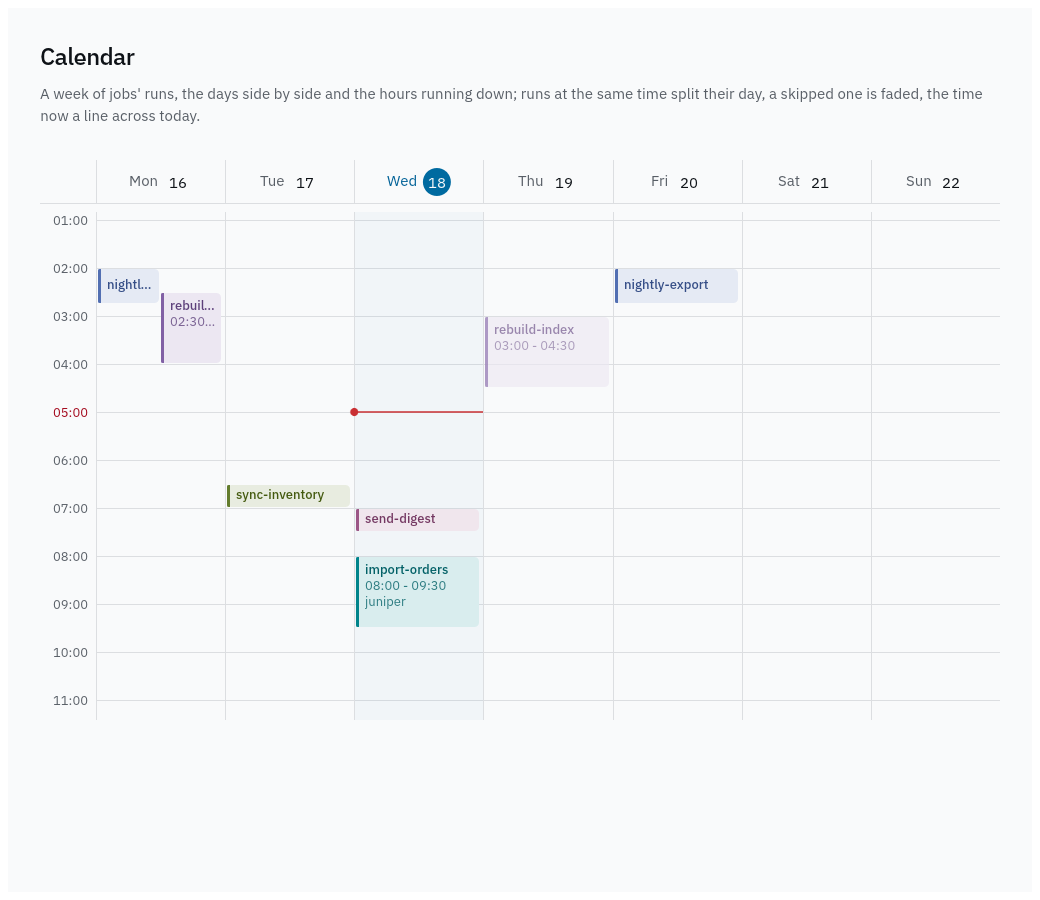 Calendar
A week of jobs' runs, the days side by side and the hours running down; runs at the same time split their day, a skipped one is faded, the time
now a line across today.
Mon 16 Tue 17 Wed 18 Thu 19 Fri 20 Sat 21 Sun 22
01:00
02:00
nightl...
nightly-export
rebuil...
02:30...
03:00
rebuild-index
03:00 - 04:30
04:00
05:00
06:00
sync-inventory
07:00
send-digest
08:00
import-orders
08:00 - 09:30
juniper
09:00
10:00
11:00